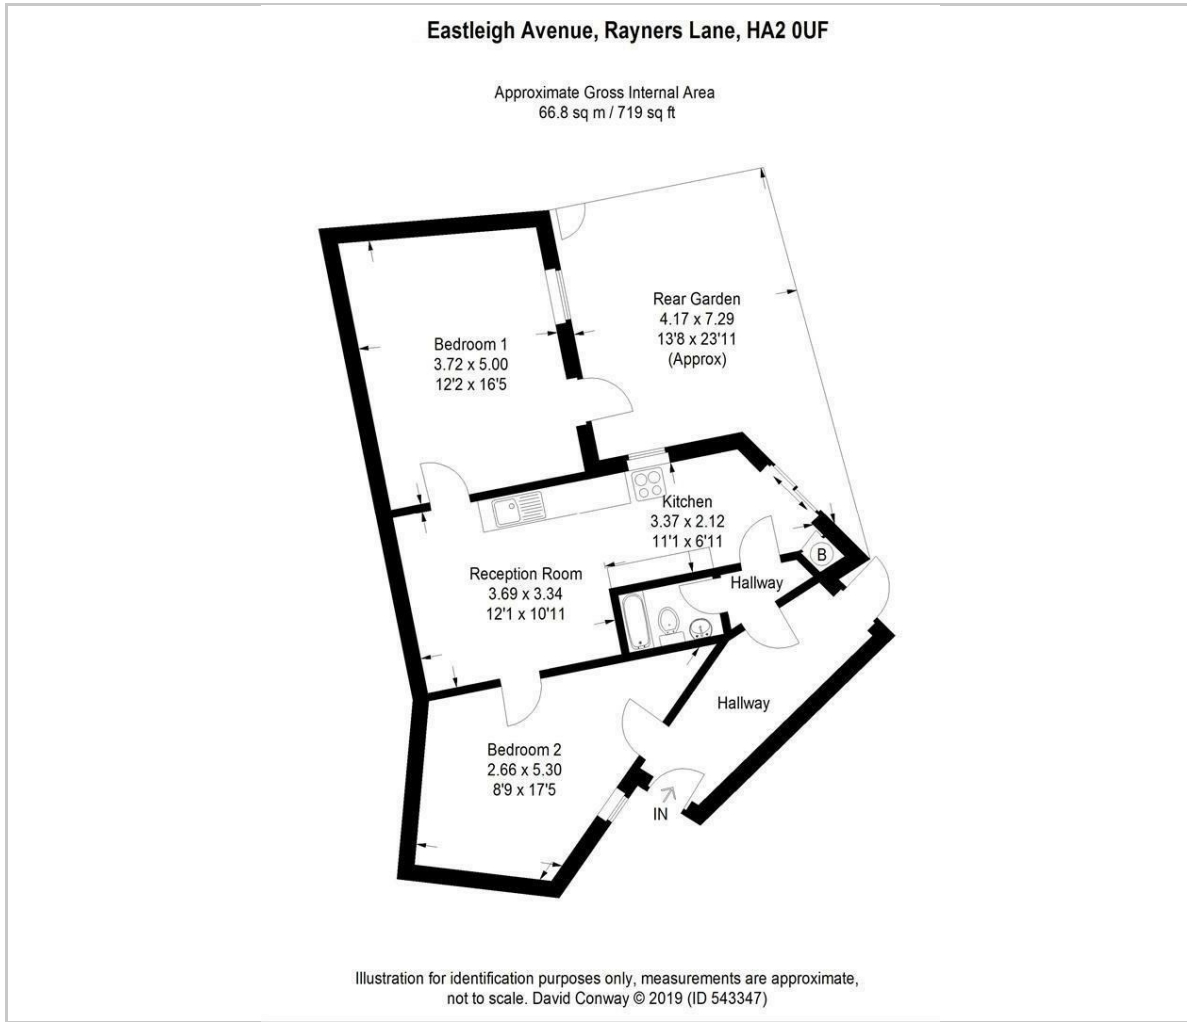 Eastleigh Avenue, Rayners Lane, HA2 0UF
Approximate Gross Internal Area
66.8 sq m / 719 sq ft
Rear Garden
4.17 x 7.29
13'8 x 23'11
(Approx)
Bedroom 1
3.72 x 5.00
12'2 x 16'5
Kitchen
3.37 x 2.12
11'1 x 6'11
B
Reception Room
3.69 x 3.34
12'1 x 10'11
Hallway
Hallway
Bedroom 2
2.66 x 5.30
8'9 x 17'5
IN
Illustration for identification purposes only, measurements are approximate,
not to scale. David Conway © 2019 (ID 543347)